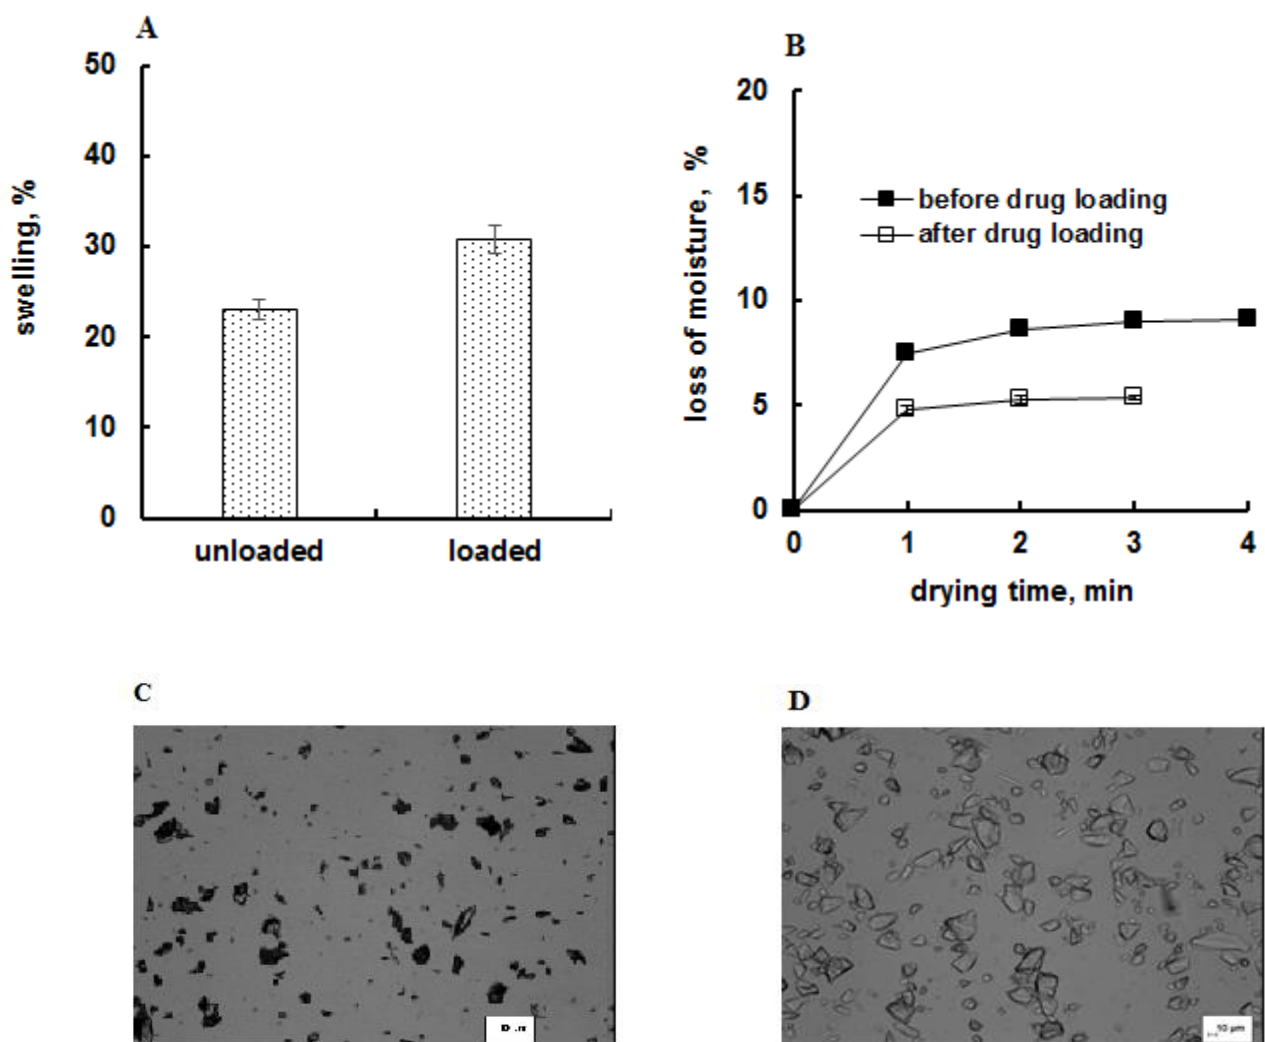 A
50
40
30
20
10
0
swelling, %
unloaded
loaded
B
20
15
10
5
0
loss of moisture, %
before drug loading
after drug loading
0 1 2 3 4
drying time, min
C
D
10 µm